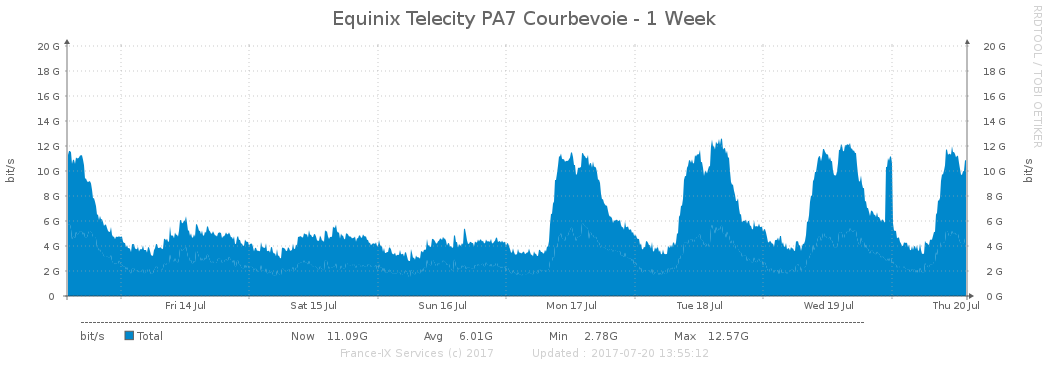 Equinix Telecity PA7 Courbevoie - 1 Week
RRDTOOL / TOBI OETIKER
20 G 20 G
18 G 18 G
16 G 16 G
14 G 14 G
12 G 12 G
10 G 10 G
8 G 8 G
6 G 6 G
4 G 4 G
2 G 2 G
0 0 G
bit/s bit/s
Fri 14 Jul Sat 15 Jul Sun 16 Jul Mon 17 Jul Tue 18 Jul Wed 19 Jul Thu 20 Jul
bit/s Total Now 11.09G Avg 6.01G Min 2.78G Max 12.57G
France-IX Services (c) 2017 Updated : 2017-07-20 13:55:12